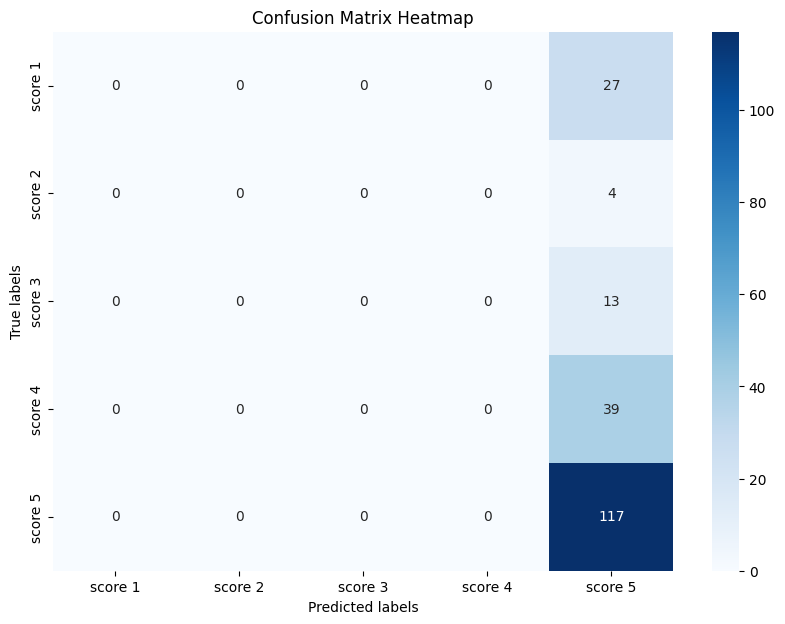 Confusion Matrix Heatmap
True labels
score 1
0 0 0 0 27
score 2
0 0 0 0 4
score 3
0 0 0 0 13
score 4
0 0 0 0 39
score 5
0 0 0 0 117
score 1 score 2 score 3 score 4 score 5
Predicted labels
100
80
60
40
20
0